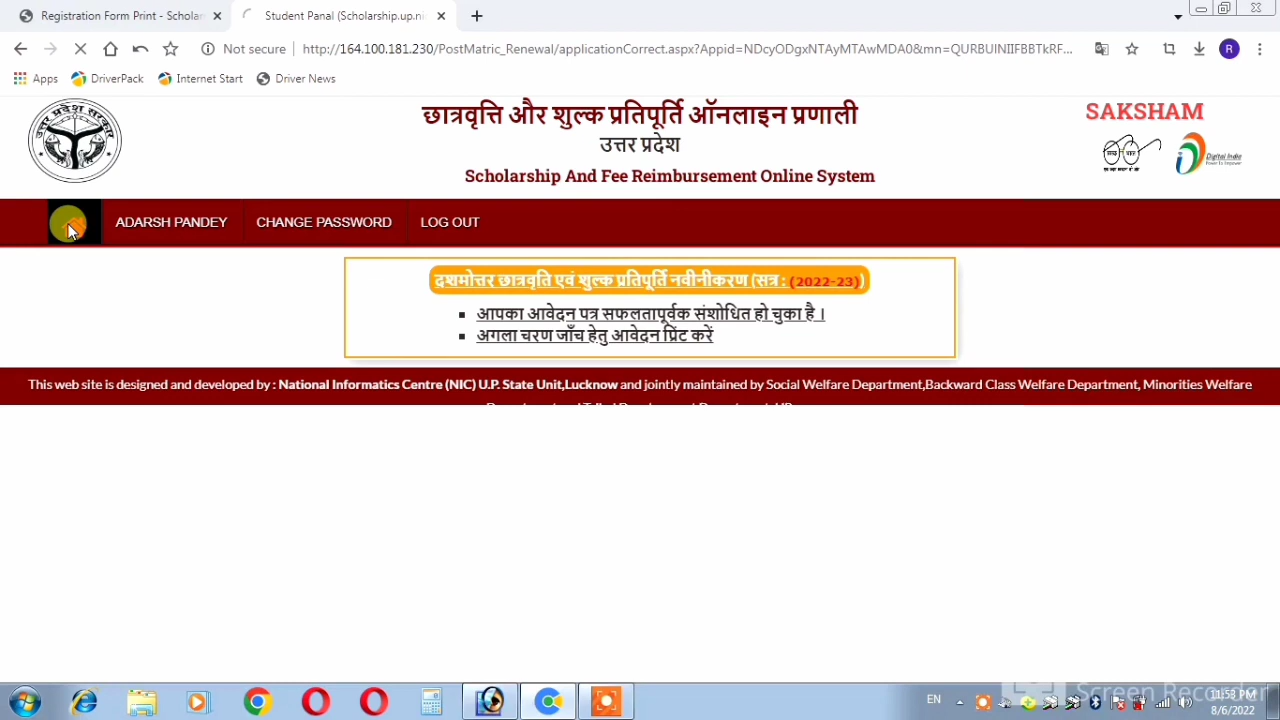 Registration Form Print - Scholar
Student Panal (Scholarship.up.ni
Not secure
http://164.100.181.230/PostMatric_Renewal/applicationCorrect.aspx?Appid=NDcyODgxNTAyMTAwMDA0&mn=QURBUlNIIFBBTkRF...
R
Apps
DriverPack
Internet Start
Driver News
छात्रवृत्ति और शुल्क प्रतिपूर्ति ऑनलाइन प्रणाली
उत्तर प्रदेश
Scholarship And Fee Reimbursement Online System
SAKSHAM
Digital India
ADARSH PANDEY
CHANGE PASSWORD
LOG OUT
दशमोत्तर छात्रवृति एवं शुल्क प्रतिपूर्ति नवीनीकरण (सत्र : (2022-23))
आपका आवेदन पत्र सफलतापूर्वक संशोधित हो चुका है ।
अगला चरण जाँच हेतु आवेदन प्रिंट करें
This web site is designed and developed by : National Informatics Centre (NIC) U.P. State Unit,Lucknow and jointly maintained by Social Welfare Department,Backward Class Welfare Department, Minorities Welfare
EN
Screen Recorder
11:53 PM
8/6/2022